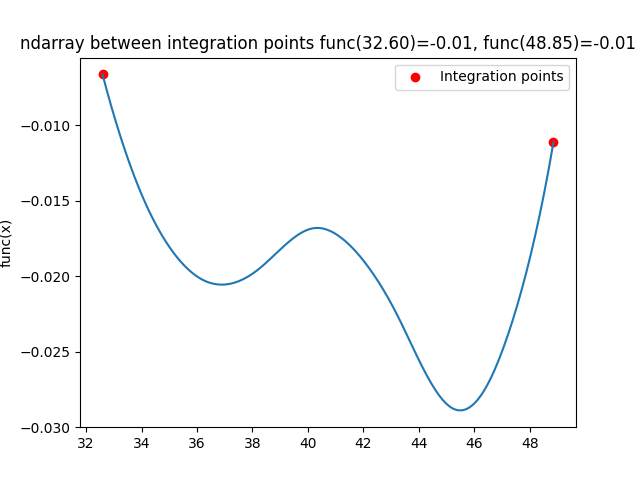 ndarray between integration points func(32.60)=-0.01, func(48.85)=-0.01
Integration points
func(x)
−0.010
−0.015
−0.020
−0.025
−0.030
32 34 36 38 40 42 44 46 48